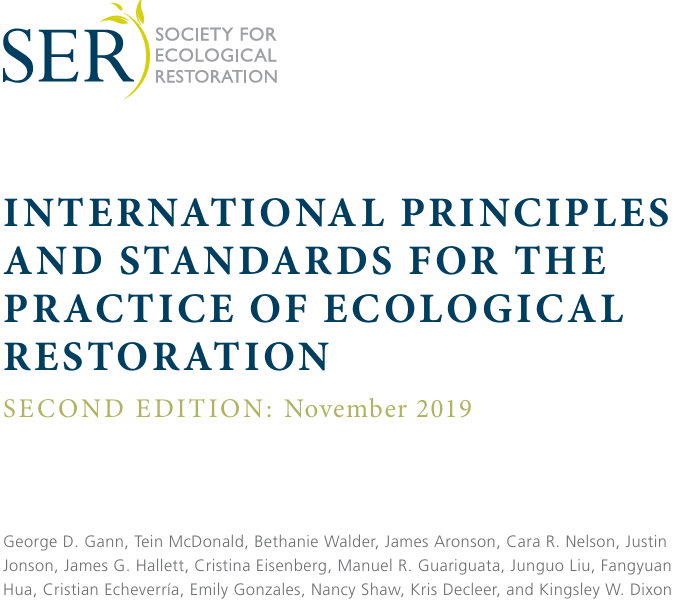 SER
SOCIETY FOR
ECOLOGICAL
RESTORATION
INTERNATIONAL PRINCIPLES
AND STANDARDS FOR THE
PRACTICE OF ECOLOGICAL
RESTORATION
SECOND EDITION: November 2019
George D. Gann, Tein McDonald, Bethanie Walder, James Aronson, Cara R. Nelson, Justin
Jonson, James G. Hallett, Cristina Eisenberg, Manuel R. Guariguata, Junguo Liu, Fangyuan
Hua, Cristian Echeverría, Emily Gonzales, Nancy Shaw, Kris Decleer, and Kingsley W. Dixon